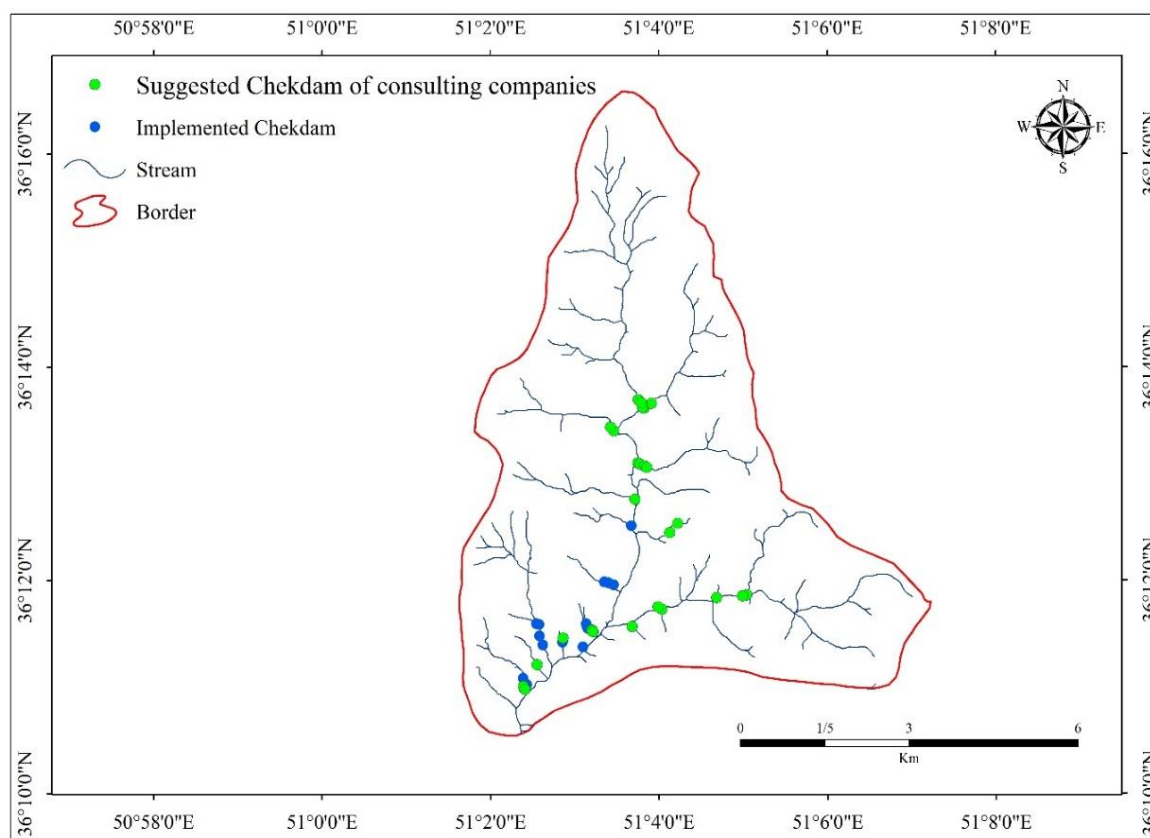 50°58'0"E 51°0'0"E 51°2'0"E 51°4'0"E 51°6'0"E 51°8'0"E
Suggested Chekdam of consulting companies
Implemented Chekdam
Stream
Border
N
W E
S
36°16'0"N 36°16'0"N
36°14'0"N 36°14'0"N
36°12'0"N 36°12'0"N
36°10'0"N 36°10'0"N
0 1/5 3 6
Km
50°58'0"E 51°0'0"E 51°2'0"E 51°4'0"E 51°6'0"E 51°8'0"E